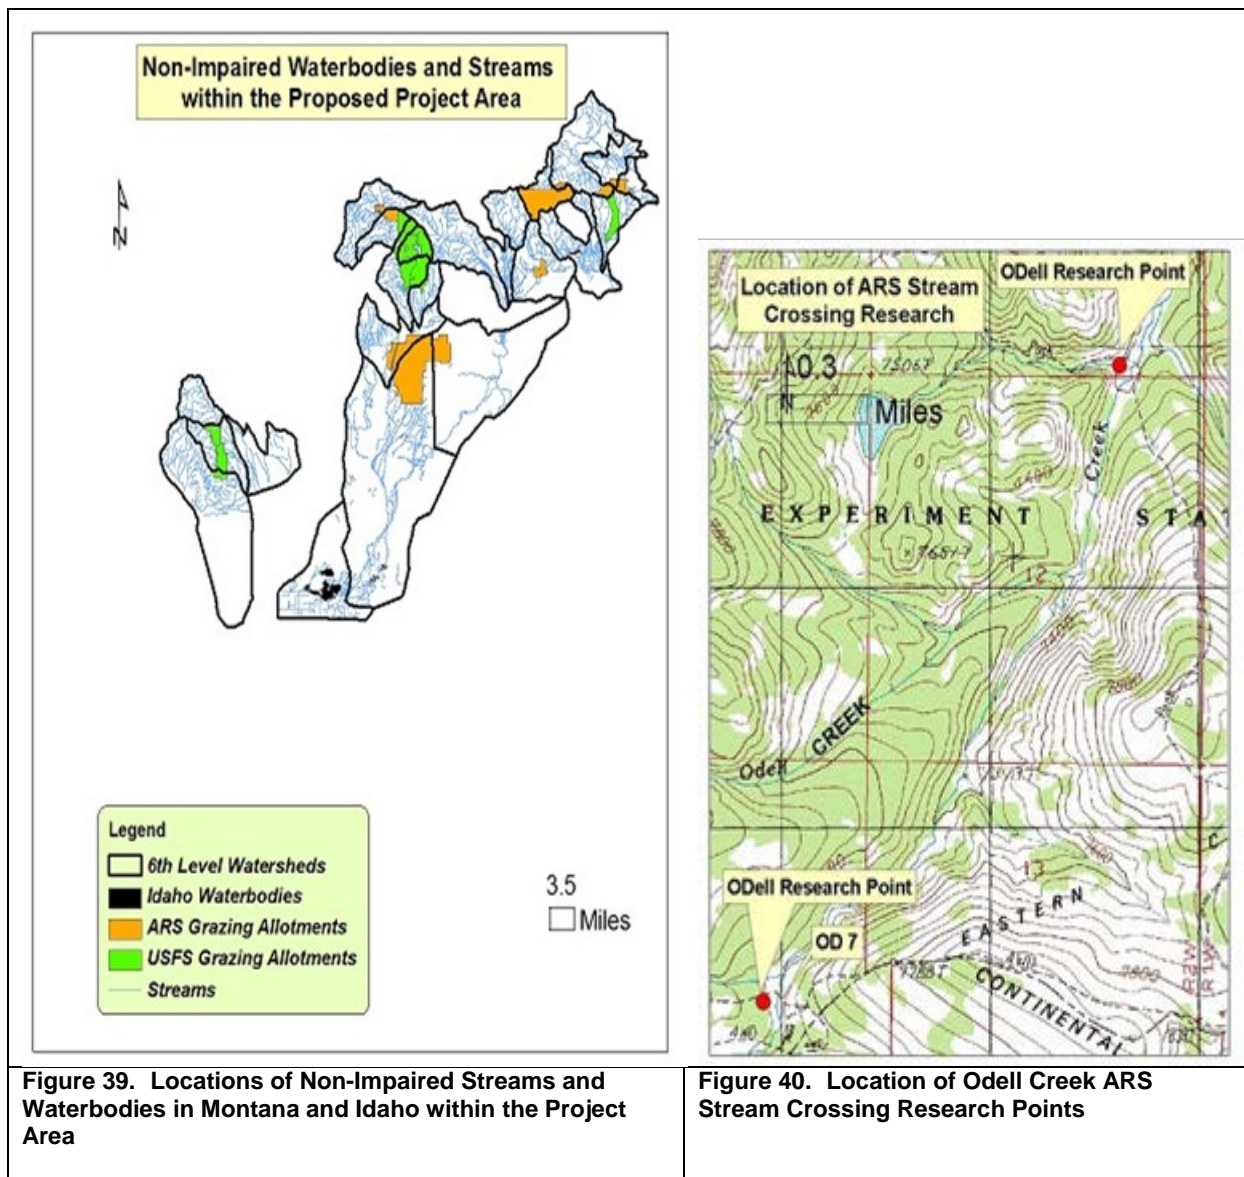 Non-Impaired Waterbodies and Streams
within the Proposed Project Area
N
Legend
6th Level Watersheds
Idaho Waterbodies
ARS Grazing Allotments
USFS Grazing Allotments
Streams
3.5
Miles
Figure 39. Locations of Non-Impaired Streams and
Waterbodies in Montana and Idaho within the Project
Area
ODell Research Point
Location of ARS Stream
Crossing Research
0.3
N
Miles
Creek
EXPERIMENT STA
12
7400
Odell CREEK
13
ODell Research Point
OD 7
EASTERN
CONTINENTAL
7800
R2W
R1W
Figure 40. Location of Odell Creek ARS
Stream Crossing Research Points